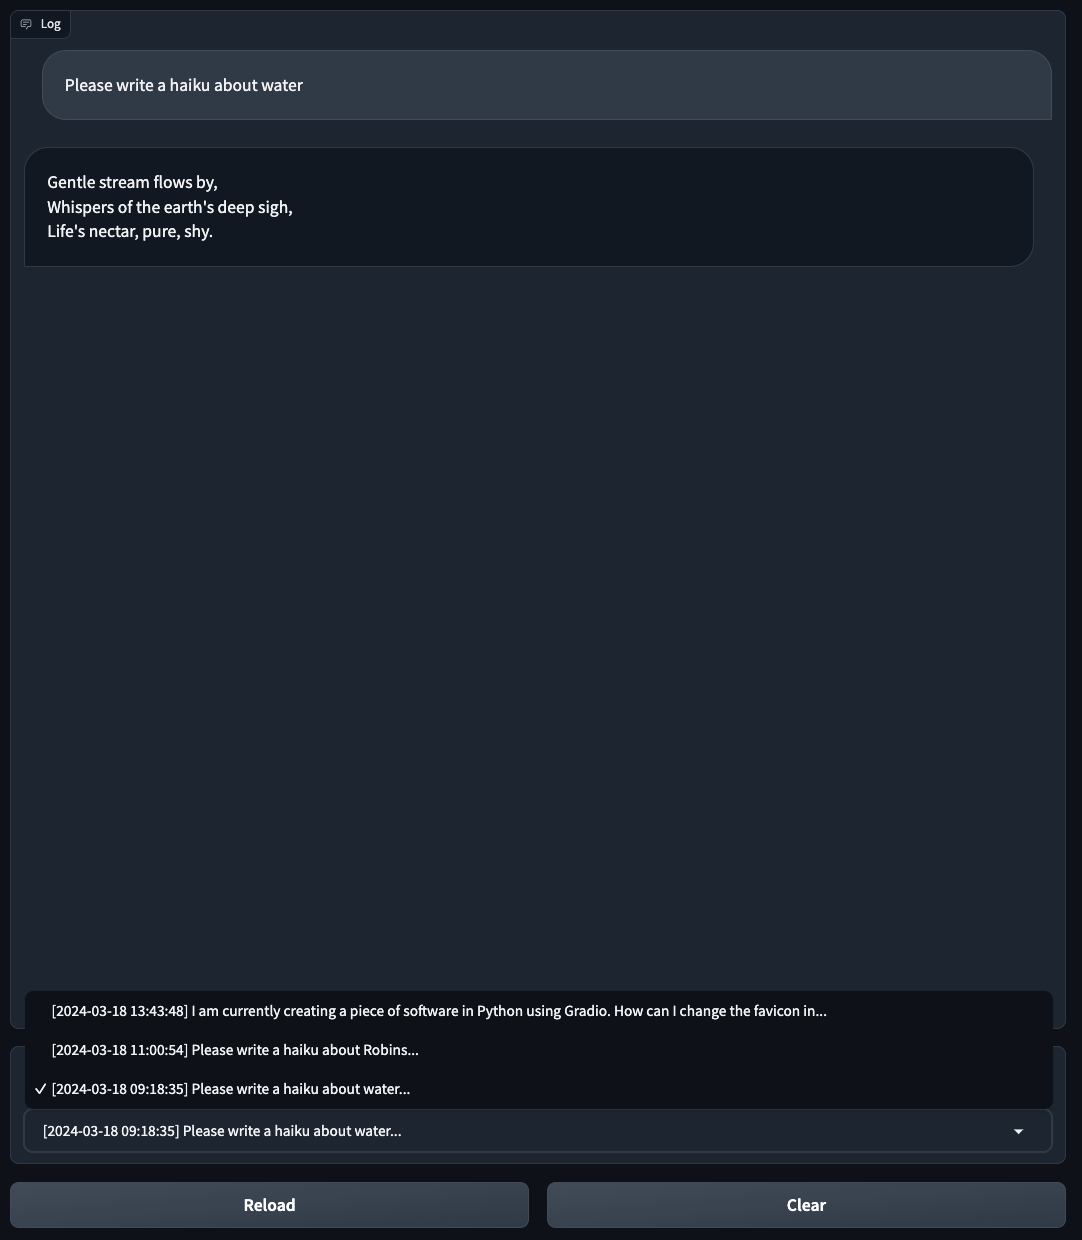 Log
Please write a haiku about water
Gentle stream flows by,
Whispers of the earth's deep sigh,
Life's nectar, pure, shy.
[2024-03-18 13:43:48] I am currently creating a piece of software in Python using Gradio. How can I change the favicon in...
[2024-03-18 11:00:54] Please write a haiku about Robins...
[2024-03-18 09:18:35] Please write a haiku about water...
[2024-03-18 09:18:35] Please write a haiku about water...
Reload
Clear